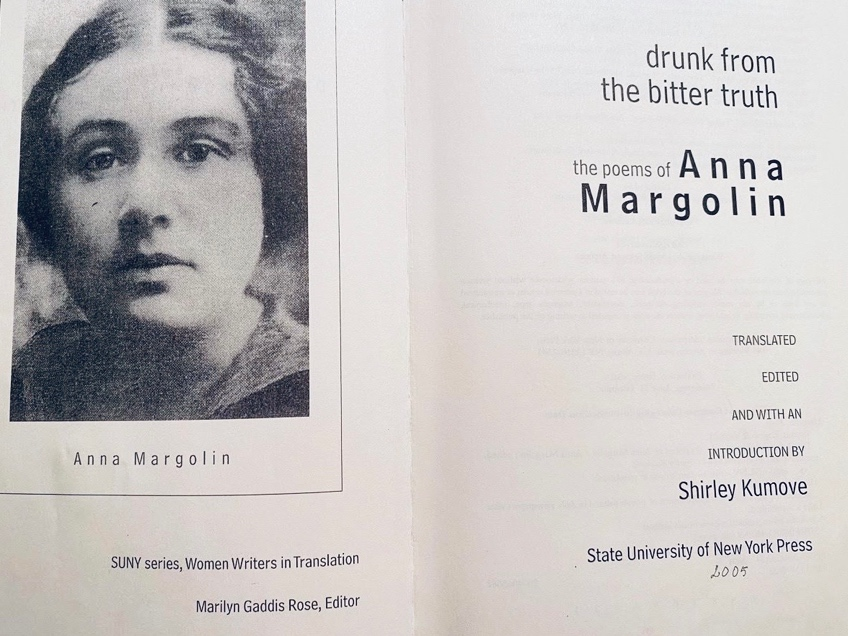 Anna Margolin
SUNY series, Women Writers in Translation
Marilyn Gaddis Rose, Editor
drunk from
the bitter truth
the poems of Anna
Margolin
TRANSLATED
EDITED
AND WITH AN
INTRODUCTION BY
Shirley Kumove
State University of New York Press
2005